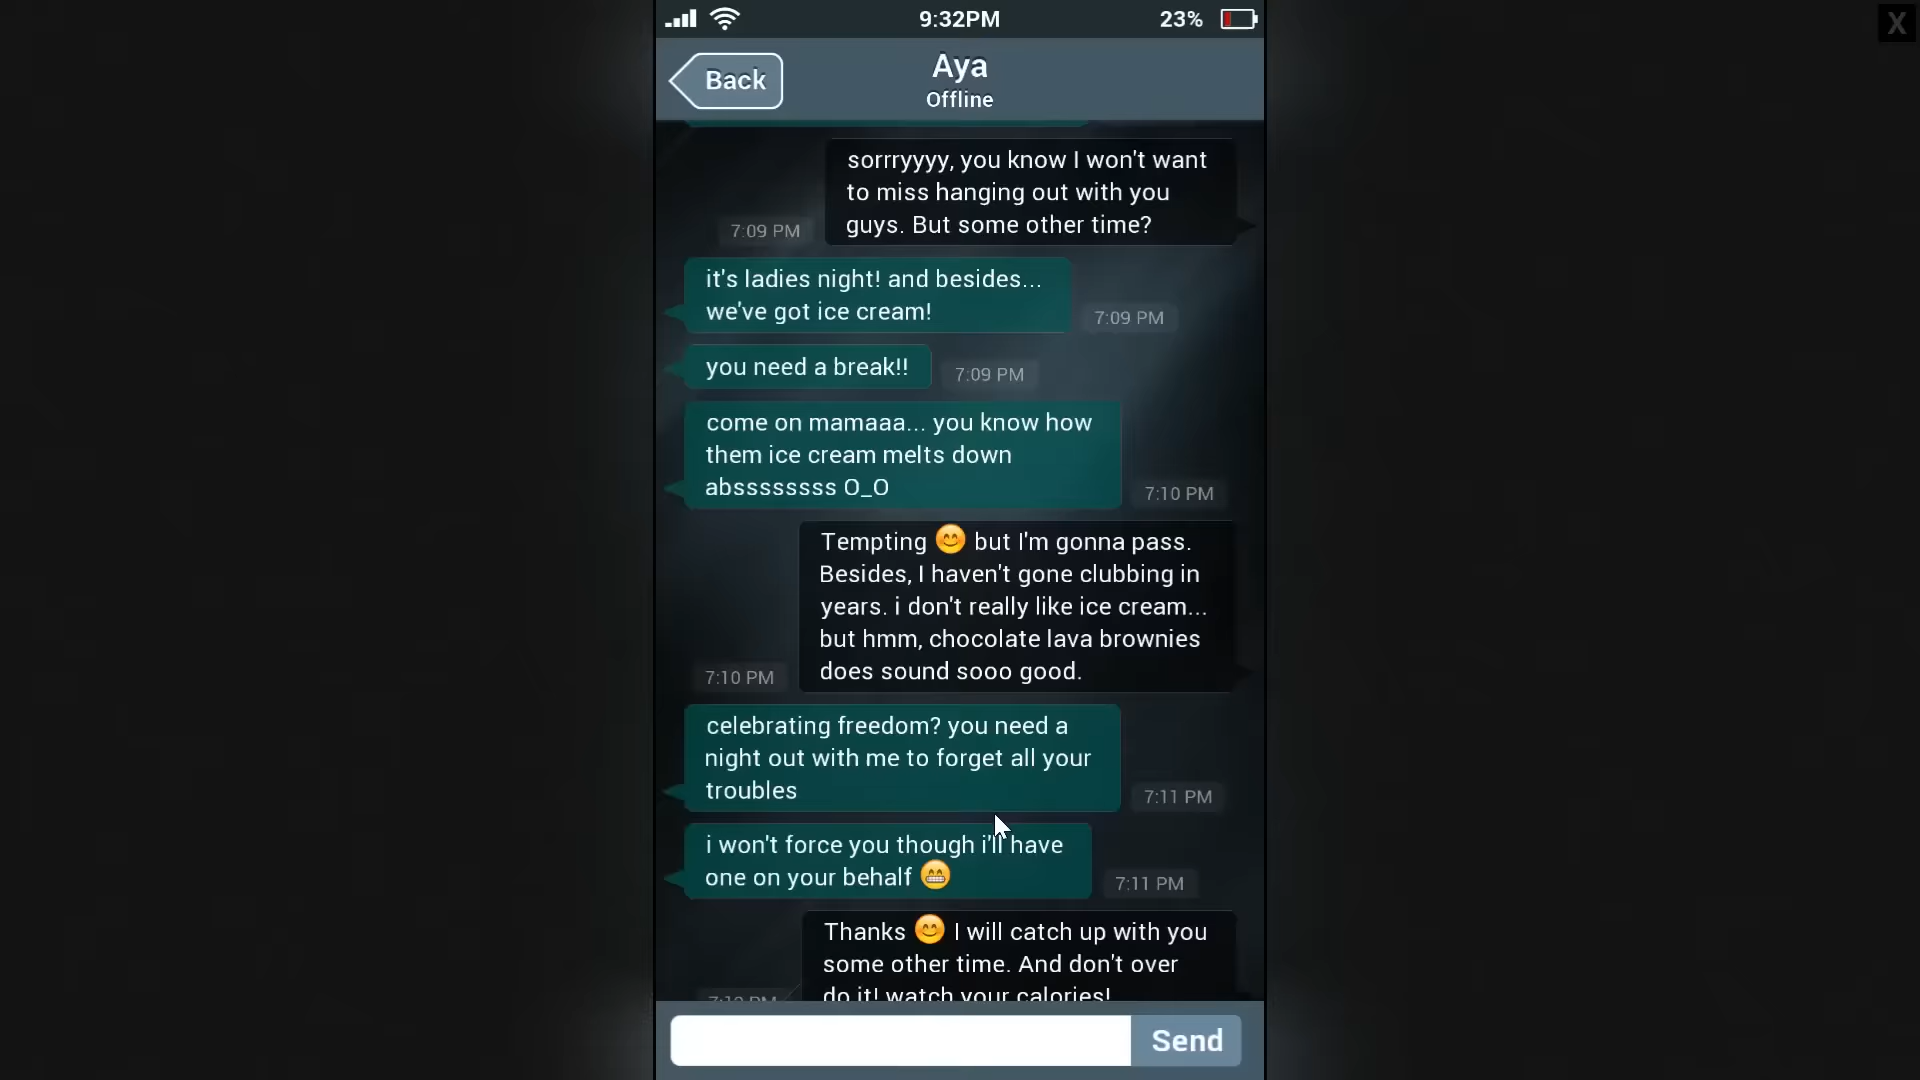 9:32PM
23%
X
Back
Aya
Offline
sorrryyyy, you know I won't want
to miss hanging out with you
guys. But some other time?
7:09 PM
it's ladies night! and besides...
we've got ice cream!
7:09 PM
you need a break!!
7:09 PM
come on mamaaa... you know how
them ice cream melts down
abssssssss O_O
7:10 PM
Tempting 😊 but I'm gonna pass.
Besides, I haven't gone clubbing in
years. i don't really like ice cream...
but hmm, chocolate lava brownies
does sound sooo good.
7:10 PM
celebrating freedom? you need a
night out with me to forget all your
troubles
7:11 PM
i won't force you though i'll have
one on your behalf 😁
7:11 PM
Thanks 😊 I will catch up with you
some other time. And don't over
do it! watch your calories!
Send